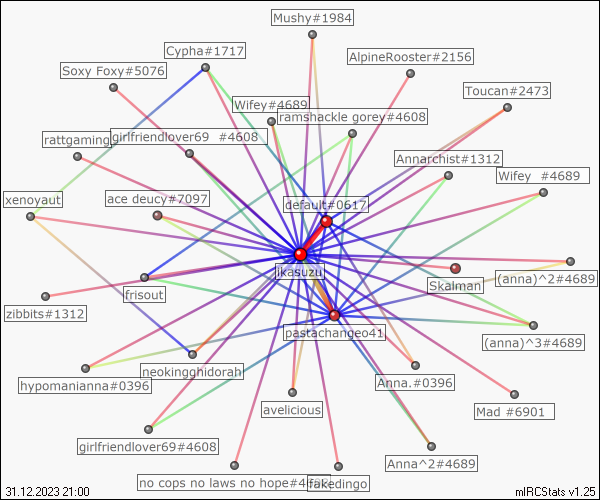 Mushy#1984
Cypha#1717
AlpineRooster#2156
Soxy Foxy#5076
Toucan#2473
Wifey#4689
ramshackle gorey#4608
rattgaming
girlfriendlover69 #4608
Annarchist#1312
Wifey #4689
xenoyaut
ace deucy#7097
default#0617
jkasuzu
Skalman
(anna)^2#4689
frisout
zibbits#1312
pastachangeo41
(anna)^3#4689
neokingghidorah
hypomanianna#0396
Anna.#0396
avelicious
Mad #6901
girlfriendlover69#4608
Anna^2#4689
no cops no laws no hope#4
fakedingo
31.12.2023 21:00
mIRCStats v1.25